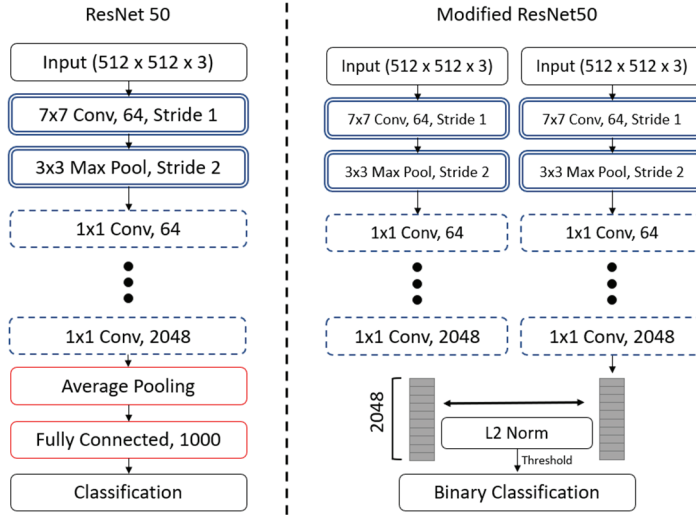 ResNet 50
Input (512 x 512 x 3)
7x7 Conv, 64, Stride 1
3x3 Max Pool, Stride 2
1x1 Conv, 64
1x1 Conv, 2048
Average Pooling
Fully Connected, 1000
Classification
Modified ResNet50
Input (512 x 512 x 3)
Input (512 x 512 x 3)
7x7 Conv, 64, Stride 1
7x7 Conv, 64, Stride 1
3x3 Max Pool, Stride 2
3x3 Max Pool, Stride 2
1x1 Conv, 64
1x1 Conv, 64
1x1 Conv, 2048
1x1 Conv, 2048
2048
L2 Norm
Threshold
Binary Classification